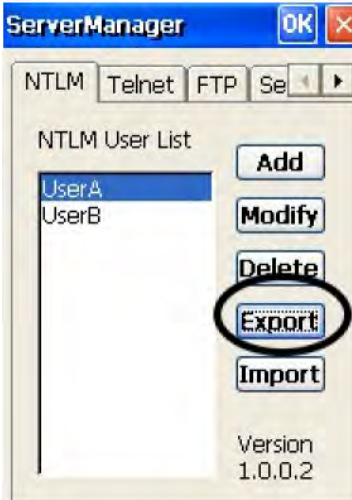 ServerManager OK
NTLM Telnet FTP Se
NTLM User List
Add
UserA
UserB
Modify
Delete
Export
Import
Version
1.0.0.2